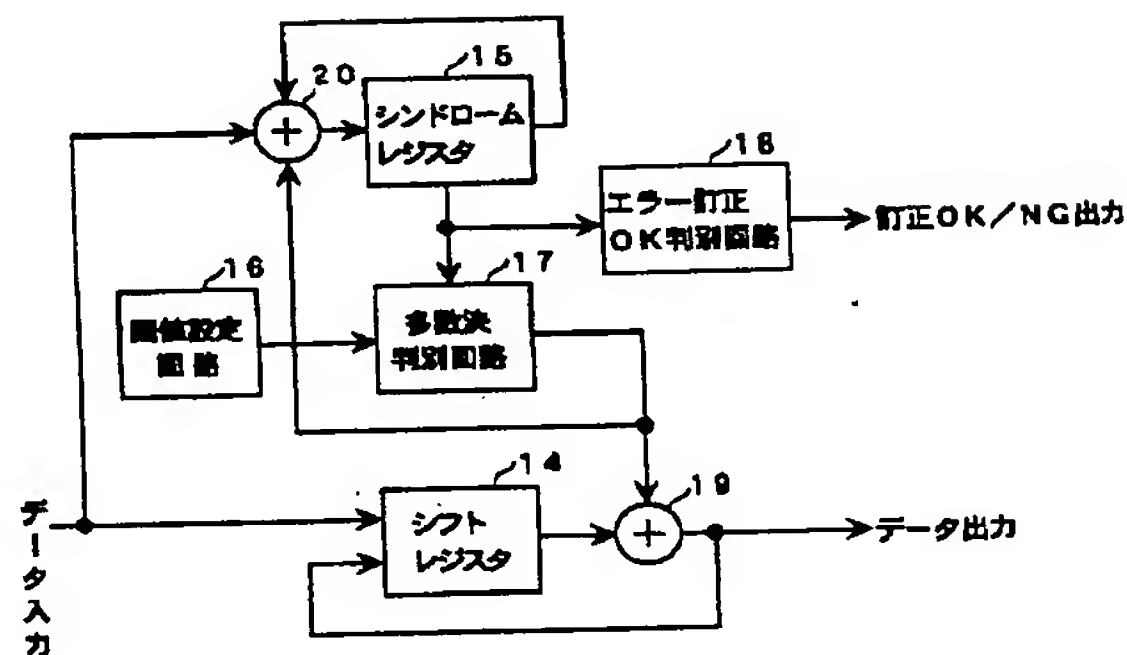 15
20
シンドローム
レジスタ
18
エラー訂正
OK判別回路
訂正OK/NG出力
16
閾値設定
回路
17
多数決
判別回路
14
シフト
レジスタ
19
データ出力
データ入力